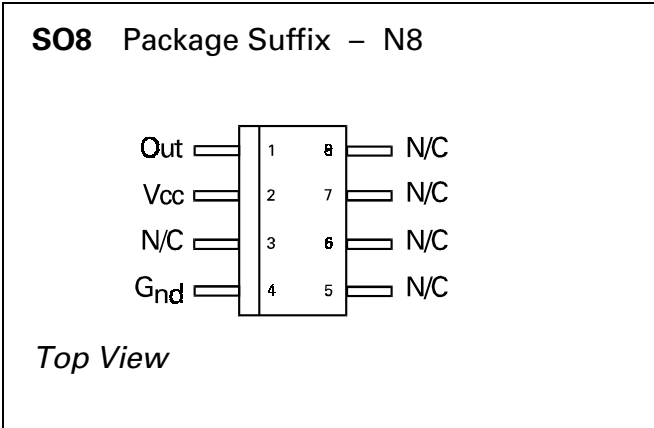 SO8 Package Suffix – N8
Out 1 8 N/C
Vcc 2 7 N/C
N/C 3 6 N/C
Gnd 4 5 N/C
Top View